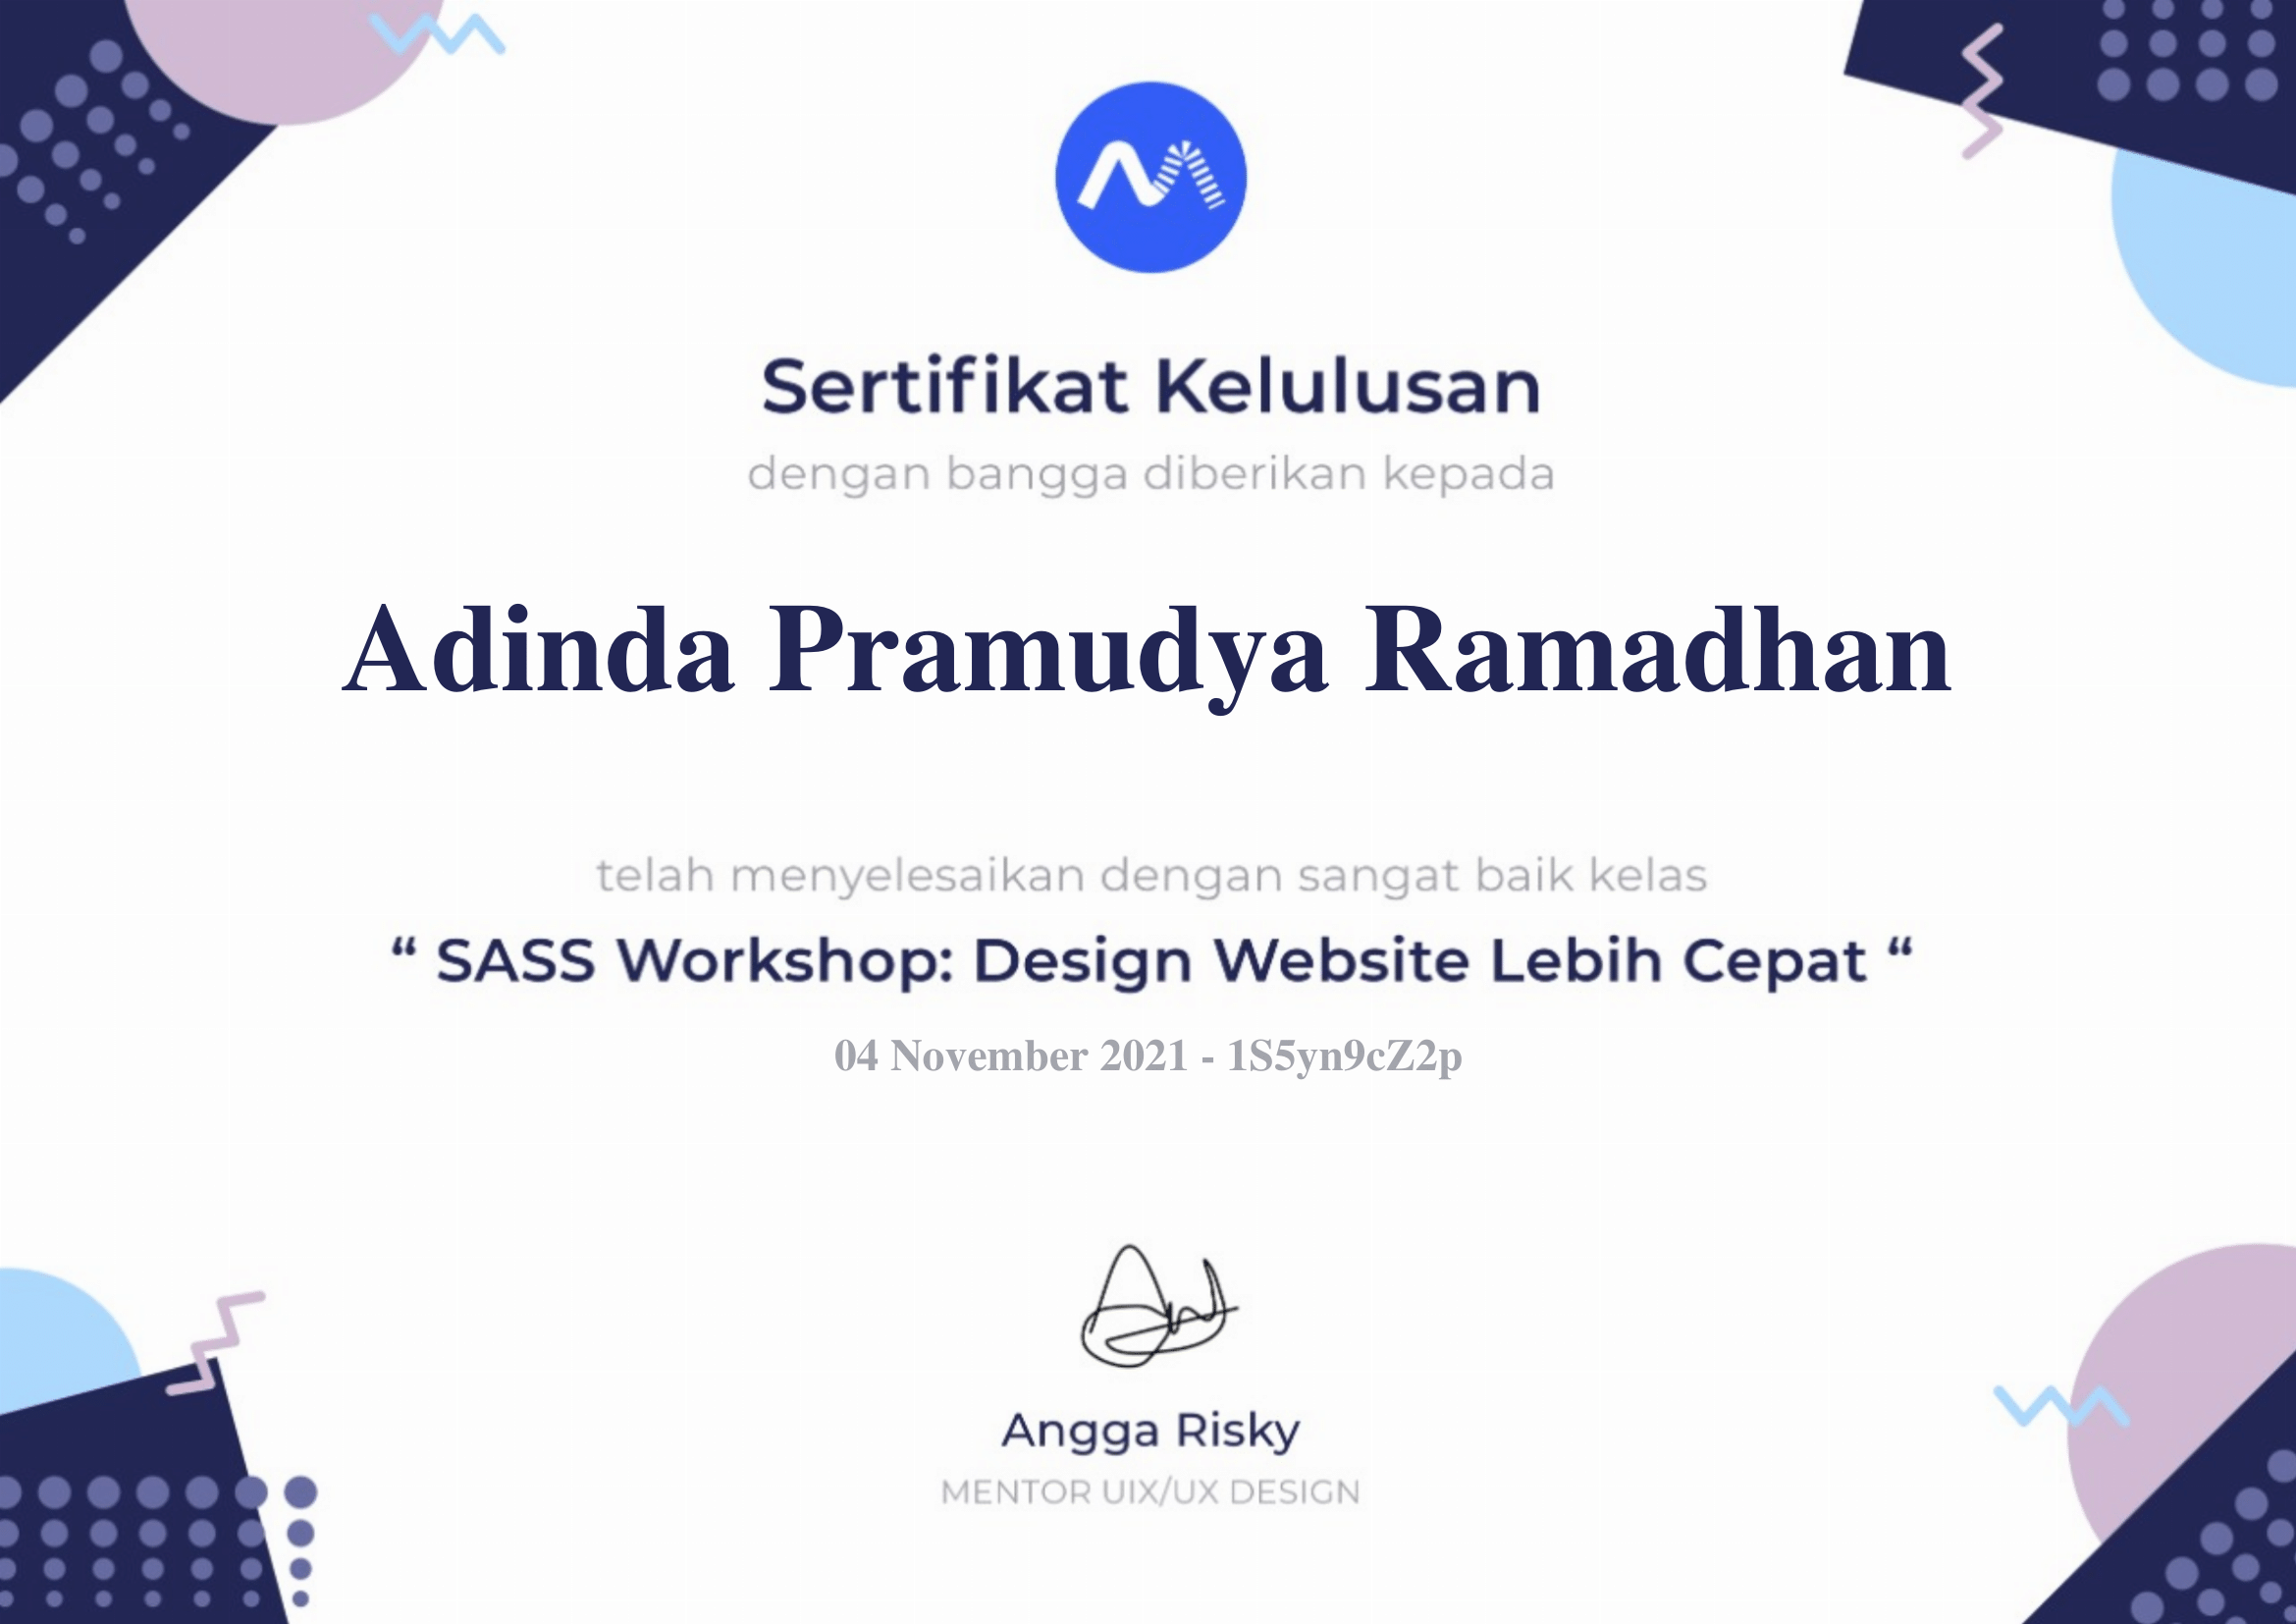 Sertifikat Kelulusan
dengan bangga diberikan kepada
Adinda Pramudya Ramadhan
telah menyelesaikan dengan sangat baik kelas
“ SASS Workshop: Design Website Lebih Cepat “
04 November 2021 - 1S5yn9cZ2p
Angga Risky
MENTOR UIX/UX DESIGN